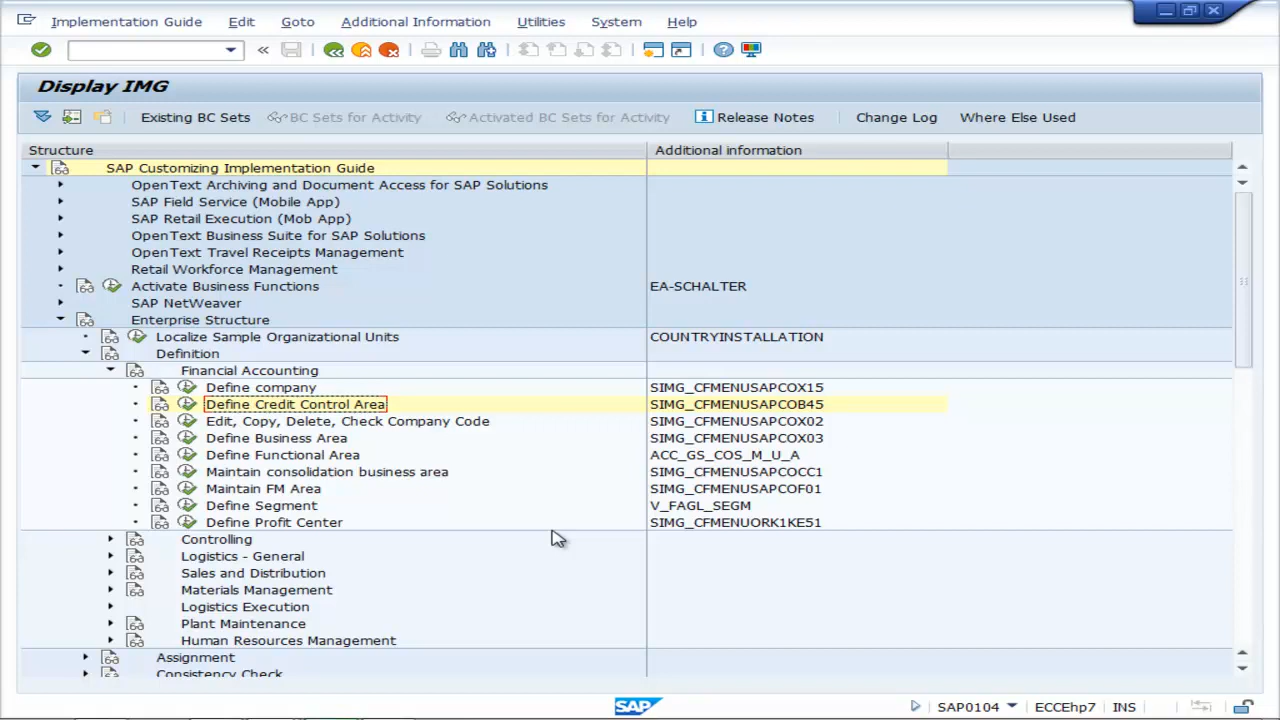 Implementation Guide Edit Goto Additional Information Utilities System Help
Display IMG
Existing BC Sets BC Sets for Activity Activated BC Sets for Activity Release Notes Change Log Where Else Used
Structure Additional information
SAP Customizing Implementation Guide
OpenText Archiving and Document Access for SAP Solutions
SAP Field Service (Mobile App)
SAP Retail Execution (Mob App)
OpenText Business Suite for SAP Solutions
OpenText Travel Receipts Management
Retail Workforce Management
Activate Business Functions EA-SCHALTER
SAP NetWeaver
Enterprise Structure
Localize Sample Organizational Units COUNTRYINSTALLATION
Definition
Financial Accounting
Define company SIMG_CFMENUSAPCOX15
Define Credit Control Area SIMG_CFMENUSAPCOB45
Edit, Copy, Delete, Check Company Code SIMG_CFMENUSAPCOX02
Define Business Area SIMG_CFMENUSAPCOX03
Define Functional Area ACC_GS_COS_M_U_A
Maintain consolidation business area SIMG_CFMENUSAPCOCC1
Maintain FM Area SIMG_CFMENUSAPCOF01
Define Segment V_FAGL_SEGM
Define Profit Center SIMG_CFMENUORK1KE51
Controlling
Logistics - General
Sales and Distribution
Materials Management
Logistics Execution
Plant Maintenance
Human Resources Management
Assignment
Consistency Check
SAP SAP0104 ECCEhp7 INS